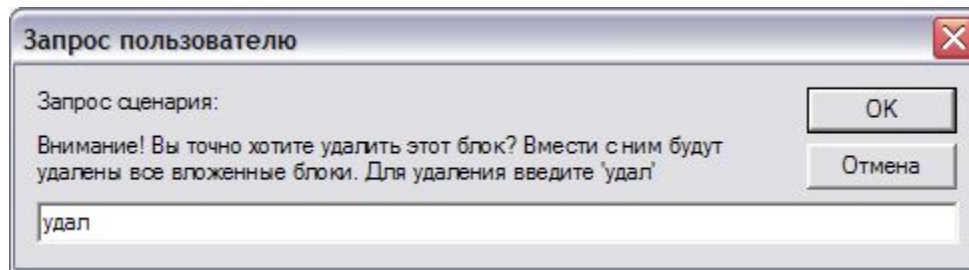 Запрос пользователю
Запрос сценария:
OK
Внимание! Вы точно хотите удалить этот блок? Вмести с ним будут
удалены все вложенные блоки. Для удаления введите 'удал'
Отмена
удал